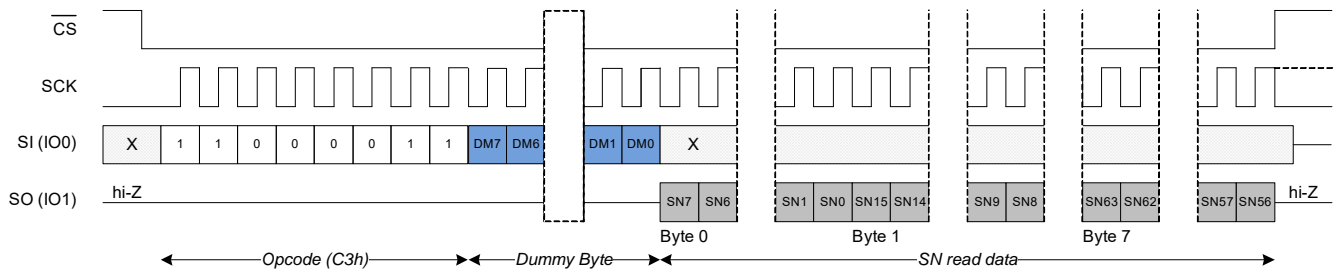 CS
SCK
SI (IO0) X 1 1 0 0 0 0 1 1 DM7 DM6 DM1 DM0 X
SO (IO1) hi-Z SN7 SN6 SN1 SN0 SN15 SN14 SN9 SN8 SN63 SN62 SN57 SN56 hi-Z
Byte 0 Byte 1 Byte 7
Opcode (C3h) Dummy Byte SN read data